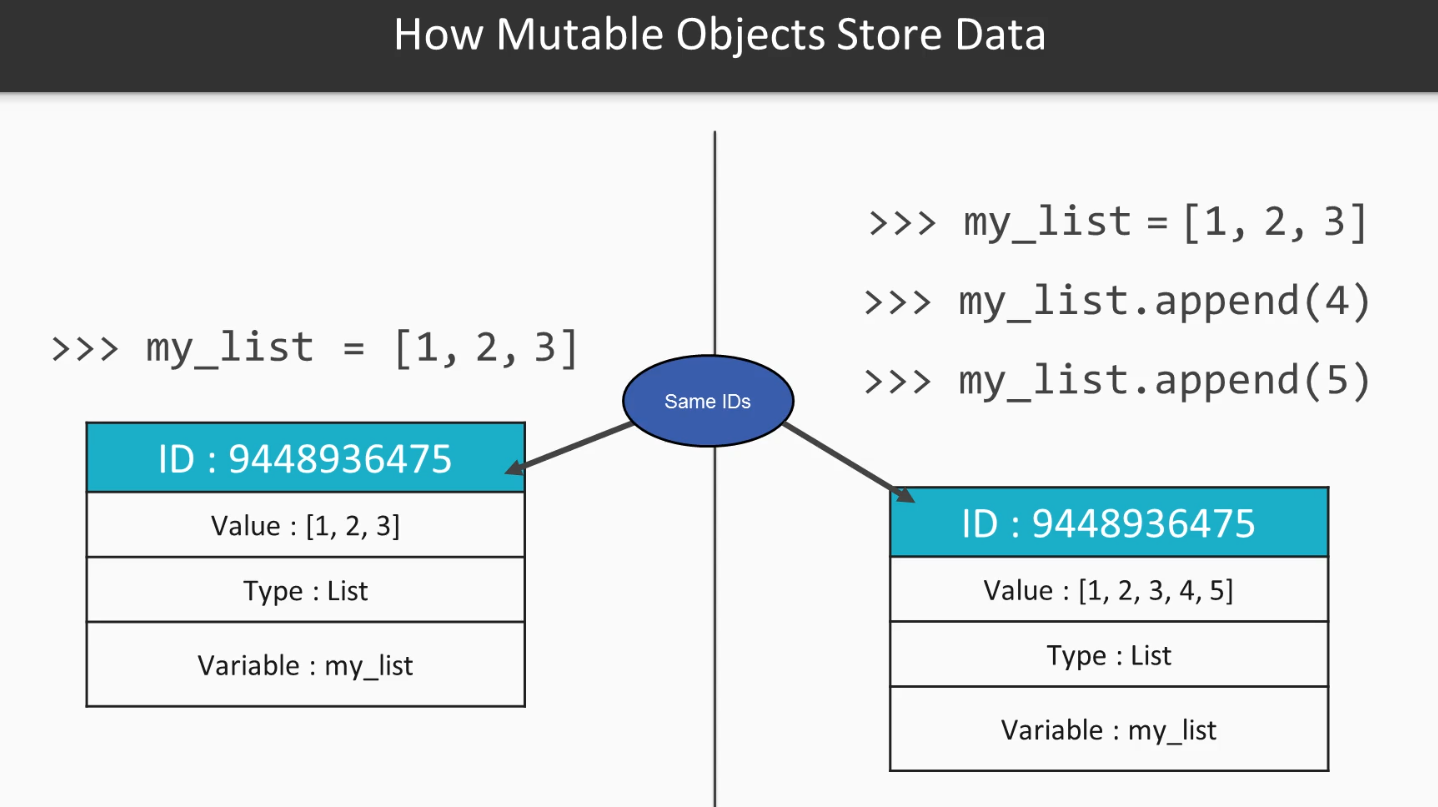 How Mutable Objects Store Data
>>> my_list = [1, 2, 3]
ID : 9448936475
Value : [1, 2, 3]
Type : List
Variable : my_list
Same IDs
>>> my_list = [1, 2, 3]
>>> my_list.append(4)
>>> my_list.append(5)
ID : 9448936475
Value : [1, 2, 3, 4, 5]
Type : List
Variable : my_list